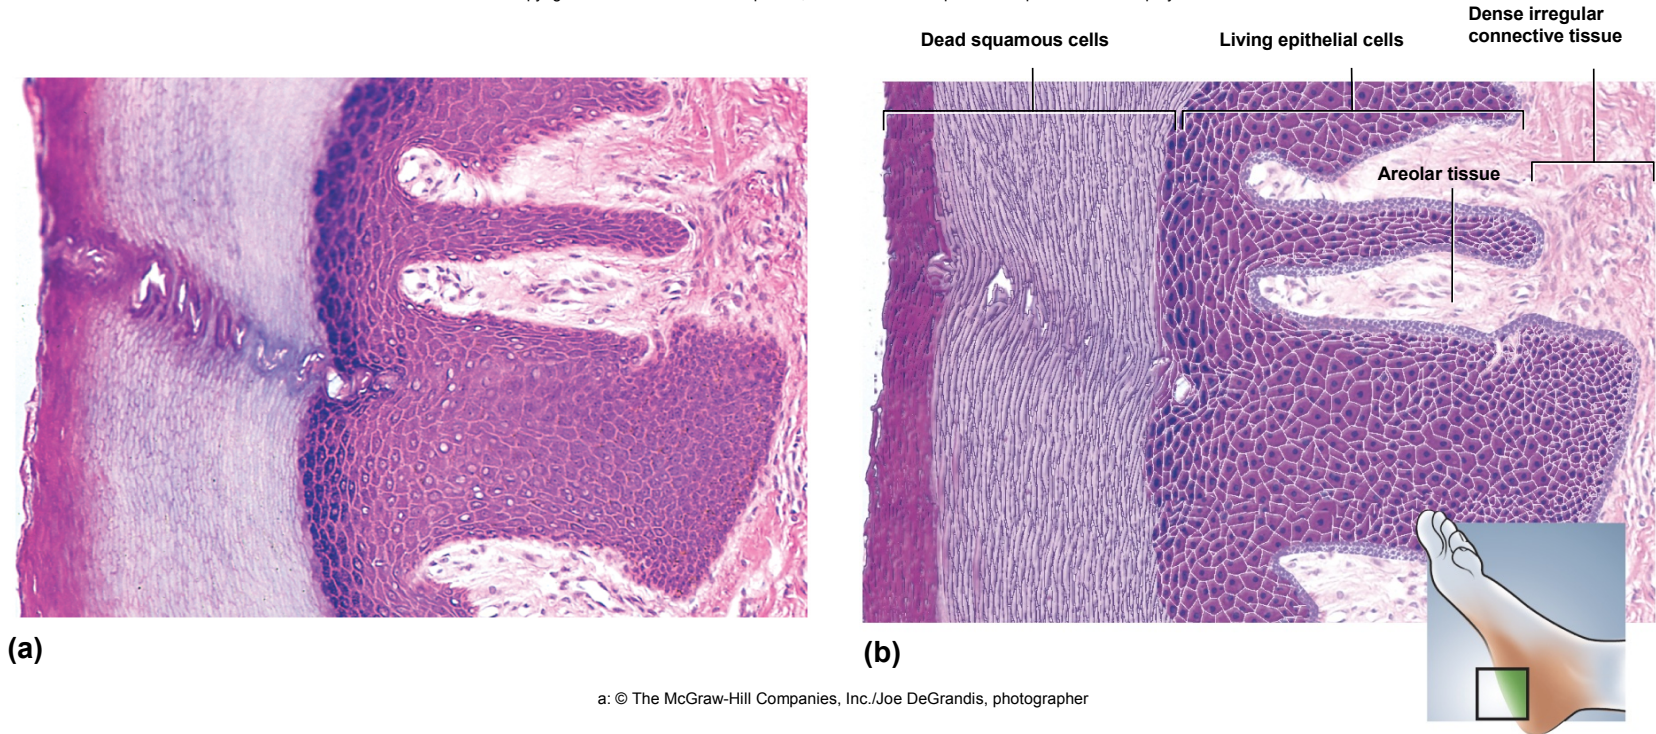 Dead squamous cells
Living epithelial cells
Dense irregular
connective tissue
Areolar tissue
(a)
(b)
a: © The McGraw-Hill Companies, Inc./Joe DeGrandis, photographer